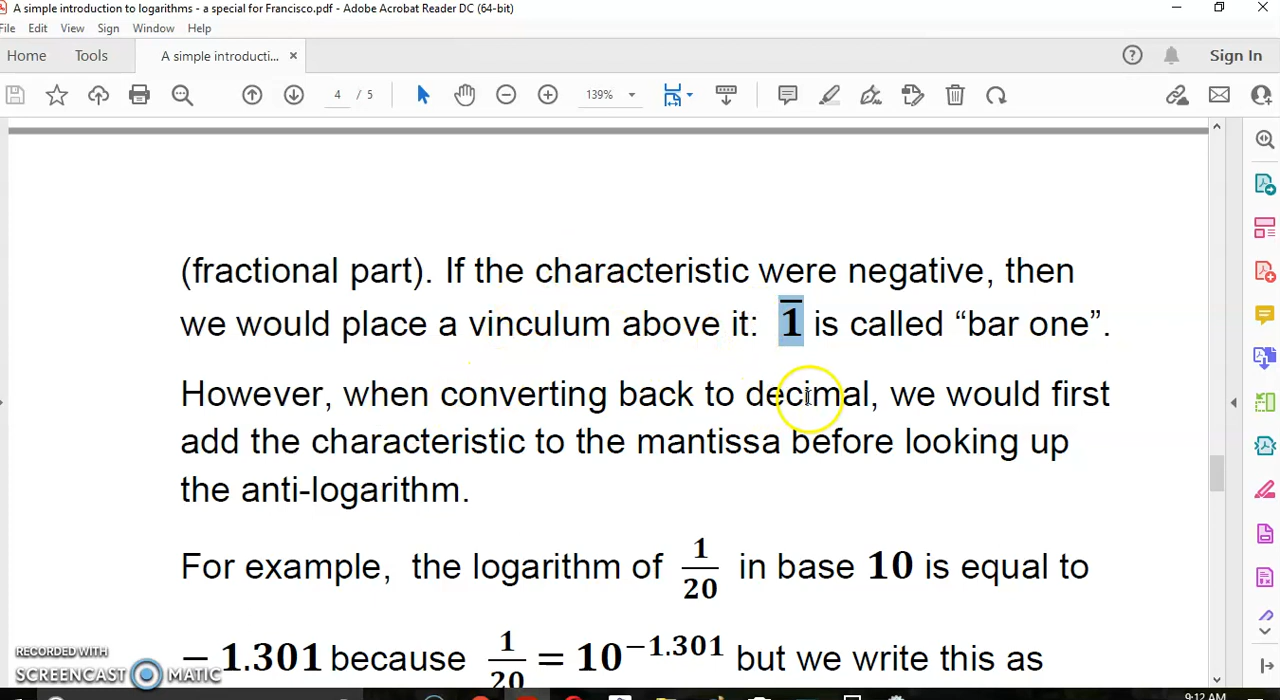 A simple introduction to logarithms - a special for Francisco.pdf - Adobe Acrobat Reader DC (64-bit)
File Edit View Sign Window Help
Home Tools A simple introducti... × Sign In
4 / 5 139%
(fractional part). If the characteristic were negative, then
we would place a vinculum above it: 1̅ is called “bar one”.
However, when converting back to decimal, we would first
add the characteristic to the mantissa before looking up
the anti-logarithm.
For example, the logarithm of 1/20 in base 10 is equal to
−1.301 because 1/20 = 10^−1.301 but we write this as
RECORDED WITH
SCREENCAST MATIC
9:12 AM